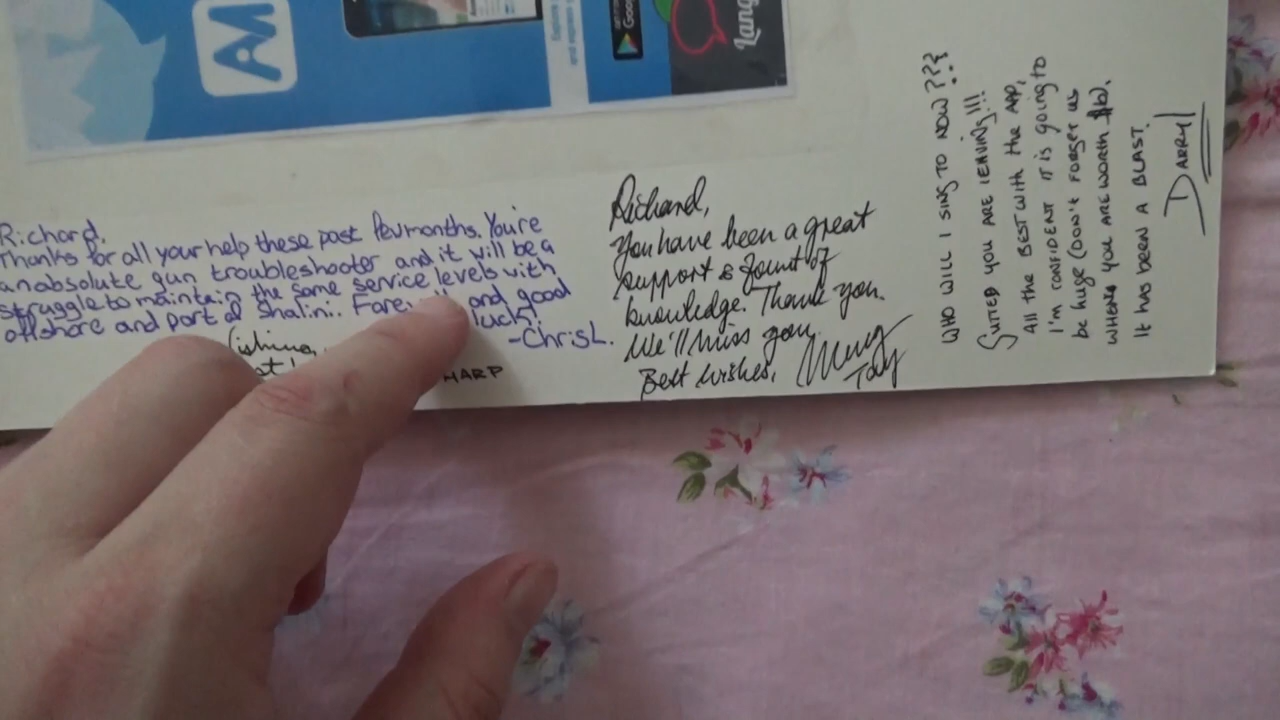 Google
Lang
Richard,
Thanks for all your help these past few months. You're
an absolute gun troubleshooter and it will be a
struggle to maintain the same service levels with
offshore and part of Shalini. and good
luck!
-Chris L.
HARP
Richard,
You have been a great
support & fount of
knowledge. Thank you.
We'll miss you.
Best wishes,
WHO WILL I SING TO NOW???
GUTTED YOU ARE LEAVING!!!
All the BEST with the APP,
I'm confident it is going to
be huge (Don't forget us
when you are worth $1b).
It has been a BLAST.
DARRYL